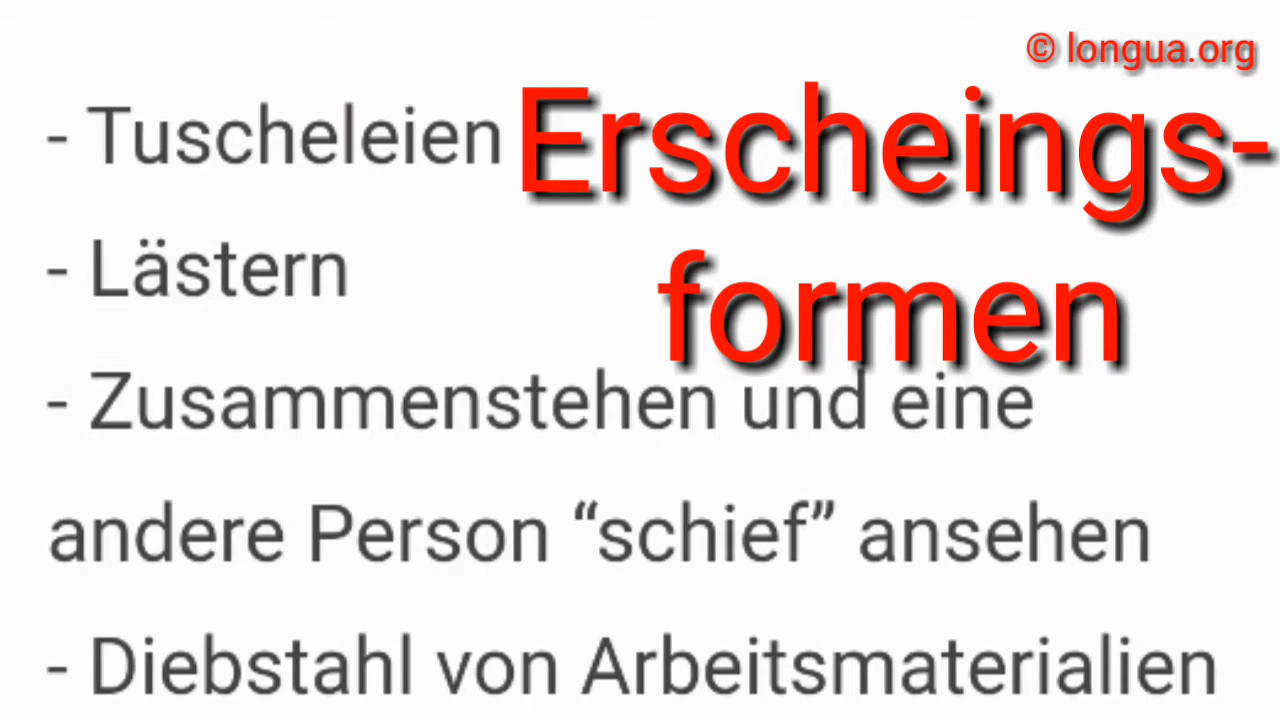 © longua.org
- Tuscheleien
Erscheings-
formen
- Lästern
- Zusammenstehen und eine
andere Person “schief” ansehen
- Diebstahl von Arbeitsmaterialien